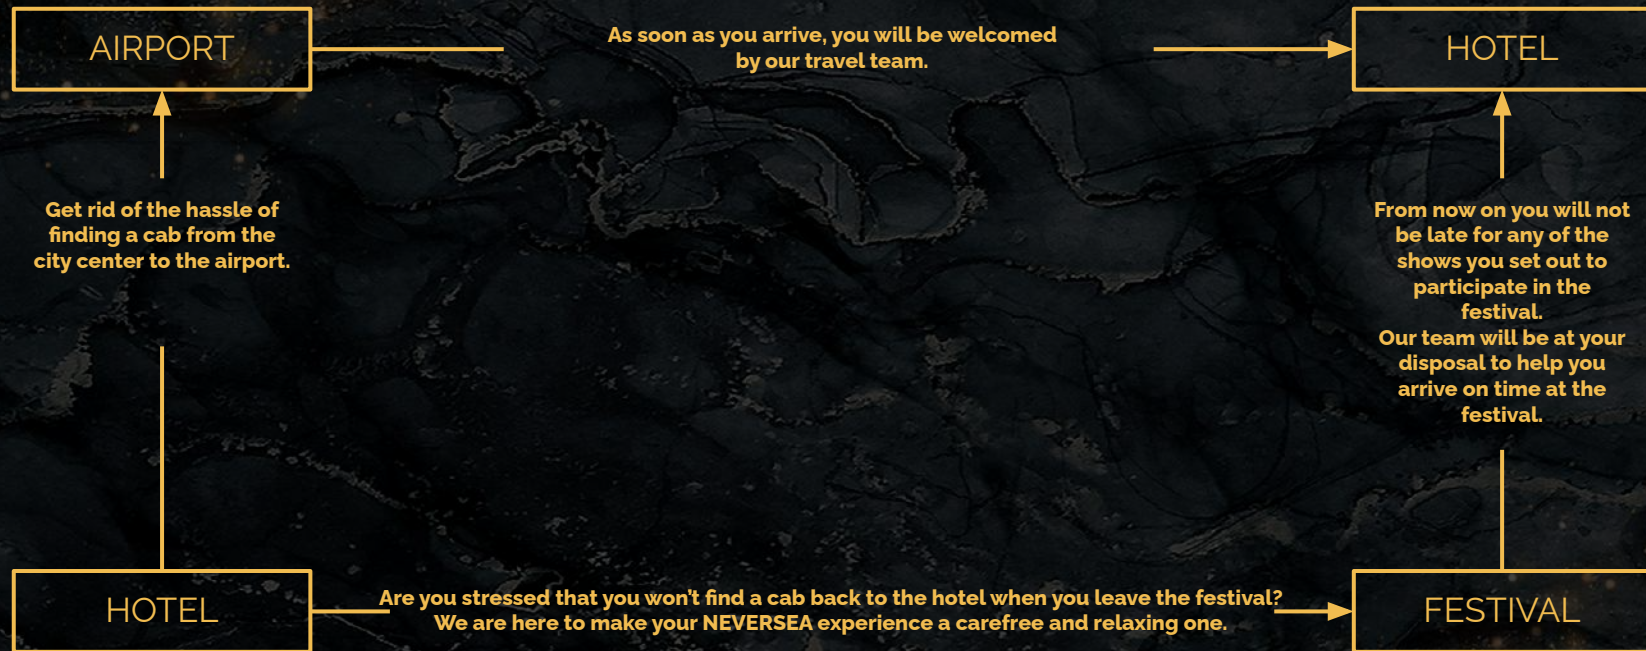 AIRPORT
As soon as you arrive, you will be welcomed
by our travel team.
HOTEL
Get rid of the hassle of
finding a cab from the
city center to the airport.
From now on you will not
be late for any of the
shows you set out to
participate in the
festival.
Our team will be at your
disposal to help you
arrive on time at the
festival.
HOTEL
Are you stressed that you won't find a cab back to the hotel when you leave the festival?
We are here to make your NEVERSEA experience a carefree and relaxing one.
FESTIVAL